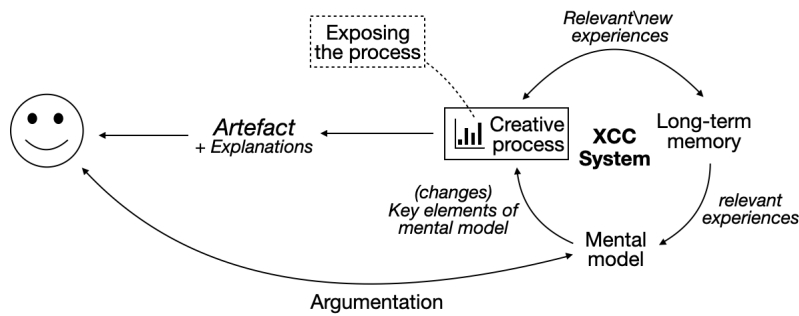 Exposing
the process
Relevant\new
experiences
Artefact
+ Explanations
Creative
process
XCC
System
Long-term
memory
(changes)
Key elements of
mental model
relevant
experiences
Mental
model
Argumentation